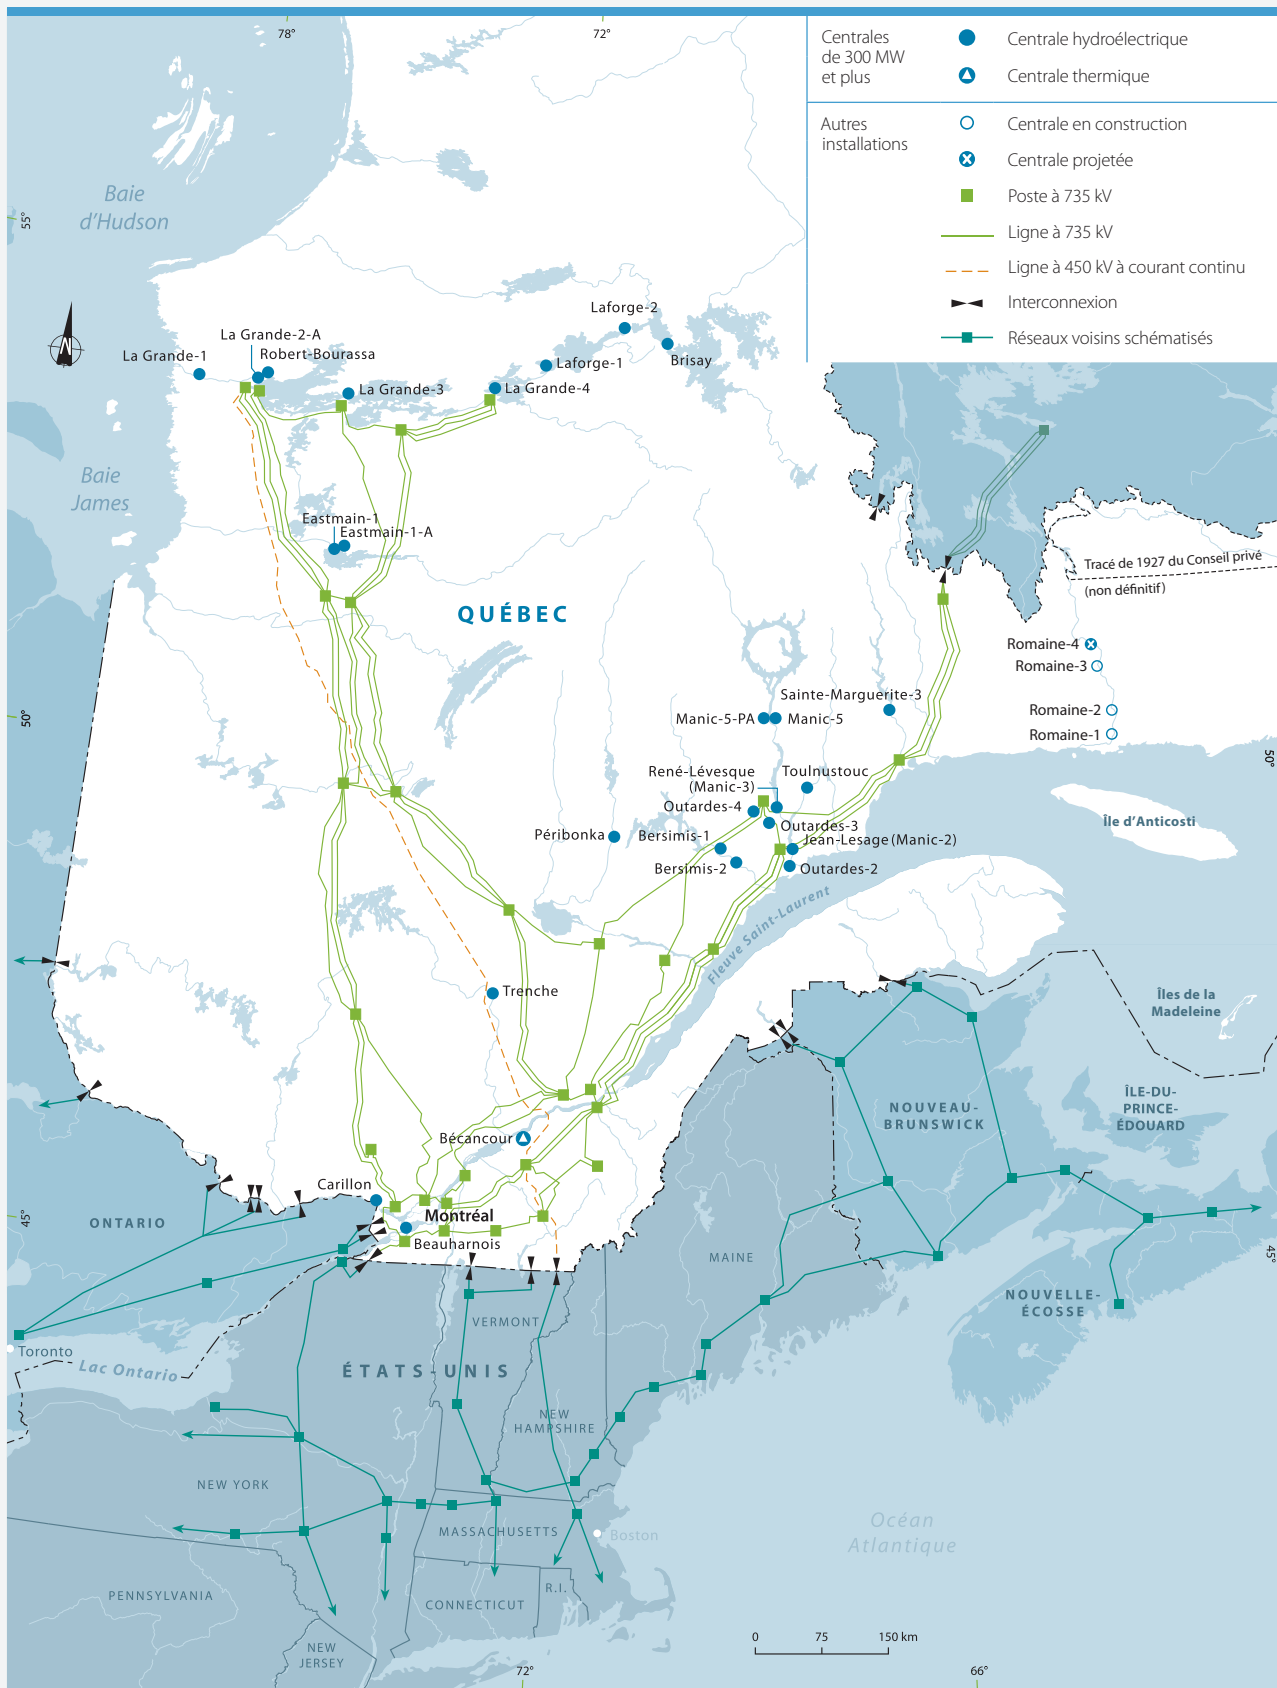 78°
72°
Centrales
de 300 MW
et plus
Centrale hydroélectrique
Centrale thermique
Autres
installations
Centrale en construction
Centrale projetée
Poste à 735 kV
Ligne à 735 kV
Ligne à 450 kV à courant continu
Interconnexion
Réseaux voisins schématisés
Baie
d'Hudson
55°
N
Laforge-2
La Grande-2-A
La Grande-1
Robert-Bourassa
Laforge-1
Brisay
La Grande-3
La Grande-4
Baie
James
Eastmain-1
Eastmain-1-A
Tracé de 1927 du Conseil privé
(non définitif)
QUÉBEC
Romaine-4
Romaine-3
Sainte-Marguerite-3
Romaine-2
50°
Manic-5-PA
Manic-5
Romaine-1
50°
René-Lévesque
(Manic-3)
Toulnustouc
Outardes-4
Île d'Anticosti
Outardes-3
Péribonka
Bersimis-1
Jean-Lesage (Manic-2)
Bersimis-2
Outardes-2
Fleuve Saint-Laurent
Trenche
Îles de la
Madeleine
ÎLE-DU-
PRINCE-
ÉDOUARD
NOUVEAU-
BRUNSWICK
Bécancour
Carillon
45°
ONTARIO
Montréal
Beauharnois
MAINE
45°
NOUVELLE-
ÉCOSSE
VERMONT
Toronto
Lac Ontario
ÉTATS-UNIS
NEW
HAMPSHIRE
NEW YORK
Océan
Atlantique
MASSACHUSETTS
Boston
PENNSYLVANIA
R.I.
CONNECTICUT
0 75 150 km
NEW
JERSEY
72°
66°